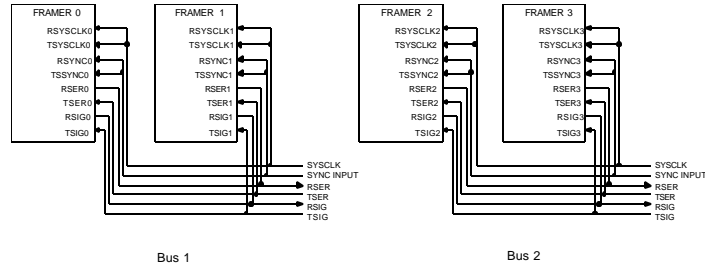 FRAMER 0
RSYSCLK0
TSYSCLK0
RSYNC0
TSSYNC0
RSER0
TSER0
RSIG0
TSIG0
FRAMER 1
RSYSCLK1
TSYSCLK1
RSYNC1
TSSYNC1
RSER1
TSER1
RSIG1
TSIG1
SYSCLK
SYNC INPUT
RSER
TSER
RSIG
TSIG
Bus 1
FRAMER 2
RSYSCLK2
TSYSCLK2
RSYNC2
TSSYNC2
RSER2
TSER2
RSIG2
TSIG2
FRAMER 3
RSYSCLK3
TSYSCLK3
RSYNC3
TSSYNC3
RSER3
TSER3
RSIG3
TSIG3
SYSCLK
SYNC INPUT
RSER
TSER
RSIG
TSIG
Bus 2